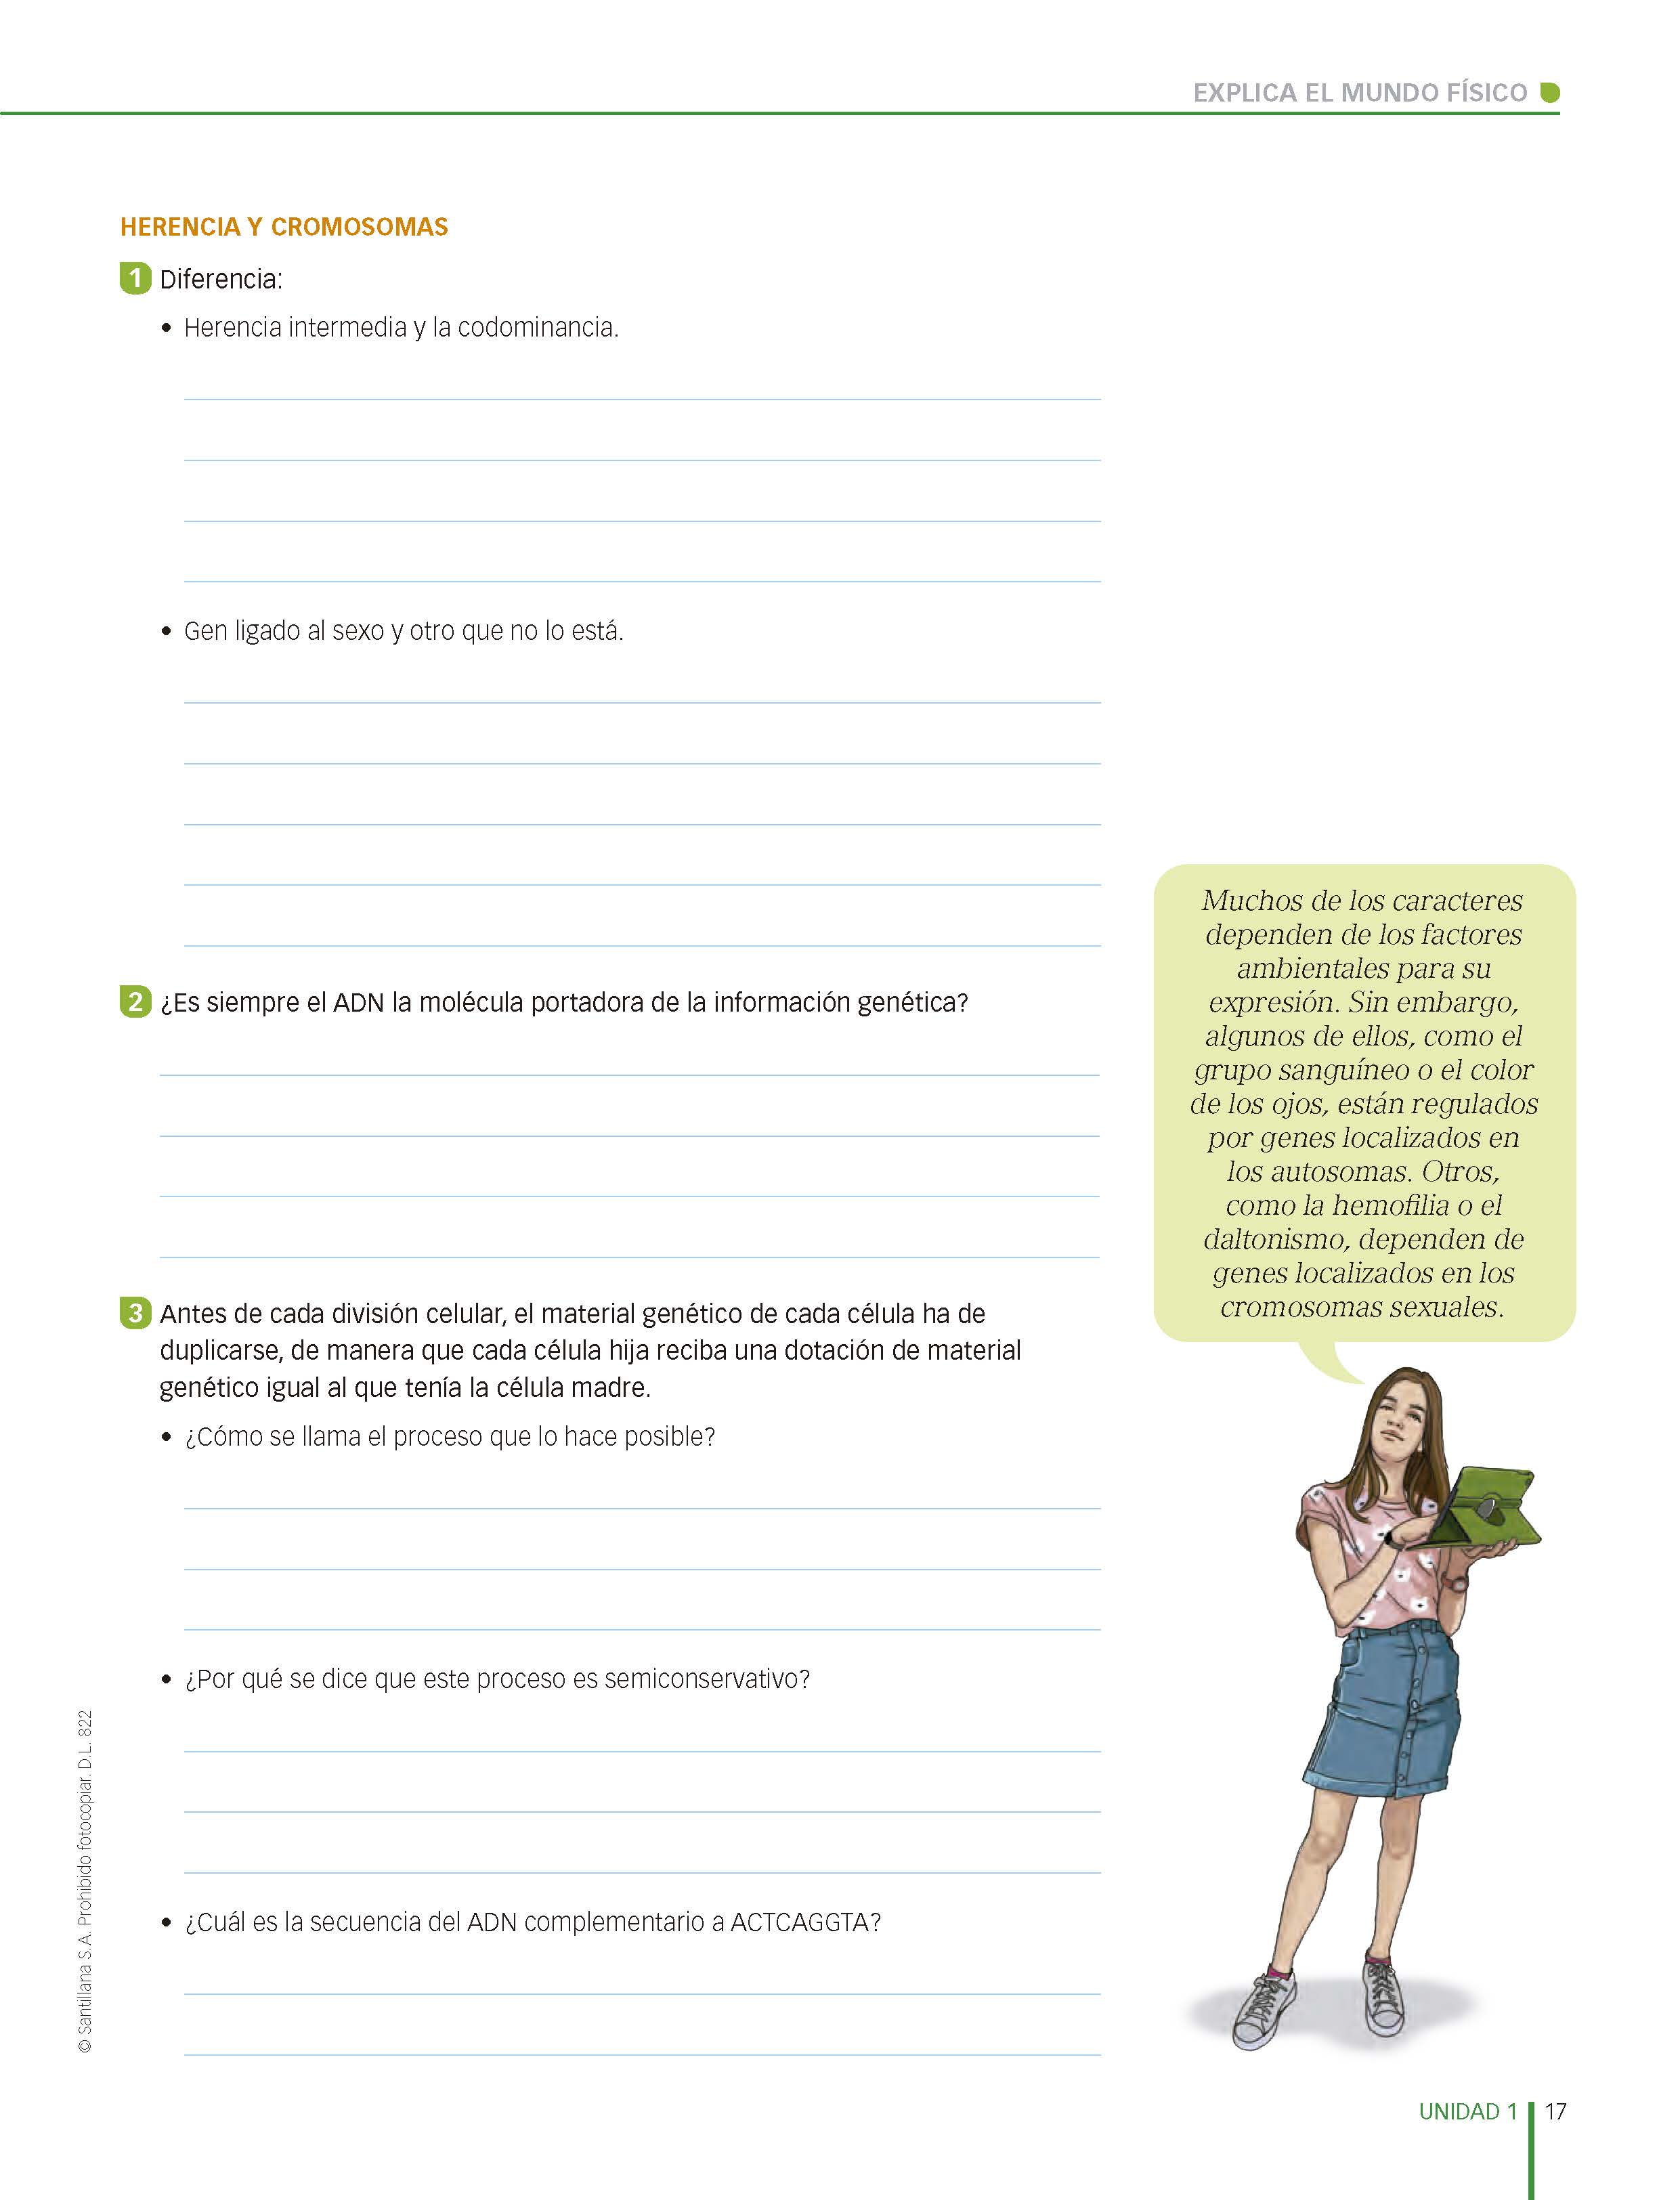 EXPLICA EL MUNDO FÍSICO
HERENCIA Y CROMOSOMAS
1 Diferencia:
• Herencia intermedia y la codominancia.
• Gen ligado al sexo y otro que no lo está.
2 ¿Es siempre el ADN la molécula portadora de la información genética?
3 Antes de cada división celular, el material genético de cada célula ha de
duplicarse, de manera que cada célula hija reciba una dotación de material
genético igual al que tenía la célula madre.
• ¿Cómo se llama el proceso que lo hace posible?
• ¿Por qué se dice que este proceso es semiconservativo?
• ¿Cuál es la secuencia del ADN complementario a ACTCAGGTA?
Muchos de los caracteres
dependen de los factores
ambientales para su
expresión. Sin embargo,
algunos de ellos, como el
grupo sanguíneo o el color
de los ojos, están regulados
por genes localizados en
los autosomas. Otros,
como la hemofilia o el
daltonismo, dependen de
genes localizados en los
cromosomas sexuales.
© Santillana S.A. Prohibido fotocopiar. D.L. 822
UNIDAD 1 17